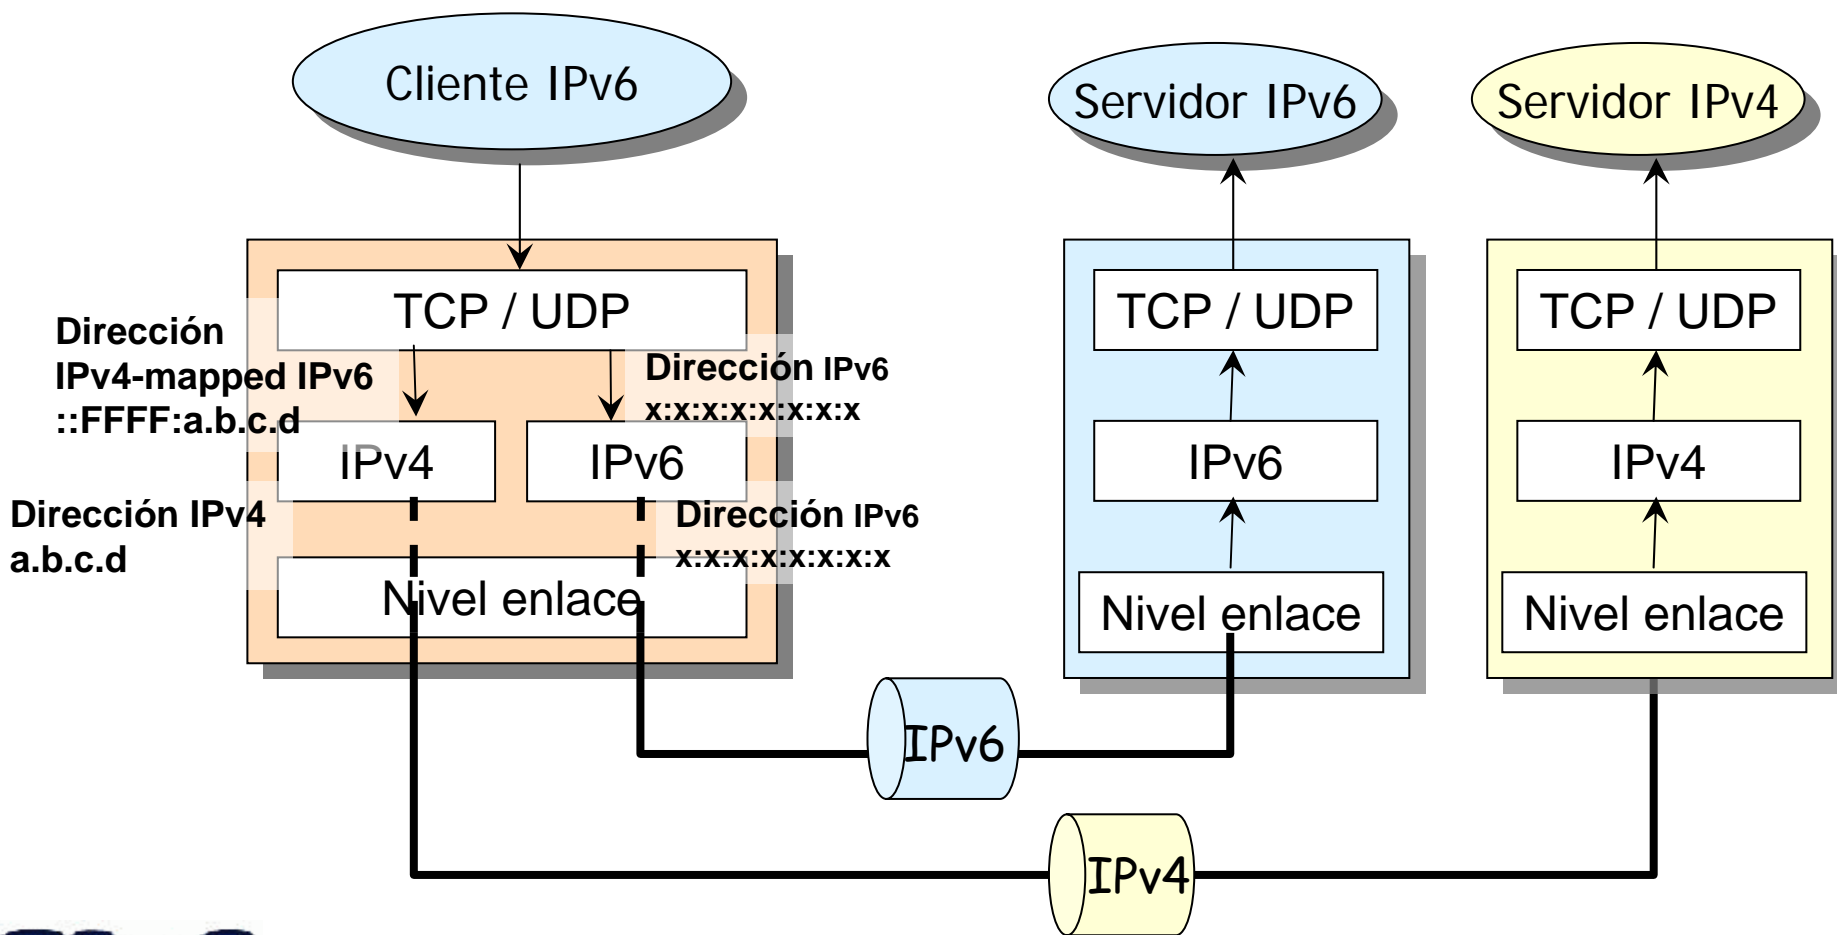 Cliente IPv6
Servidor IPv6
Servidor IPv4
TCP / UDP
TCP / UDP
TCP / UDP
Dirección
IPv4-mapped IPv6
::FFFF:a.b.c.d
Dirección IPv6
x:x:x:x:x:x:x:x
IPv4
IPv6
IPv6
IPv4
Dirección IPv4
a.b.c.d
Dirección IPv6
x:x:x:x:x:x:x:x
Nivel enlace
Nivel enlace
Nivel enlace
IPv6
IPv4